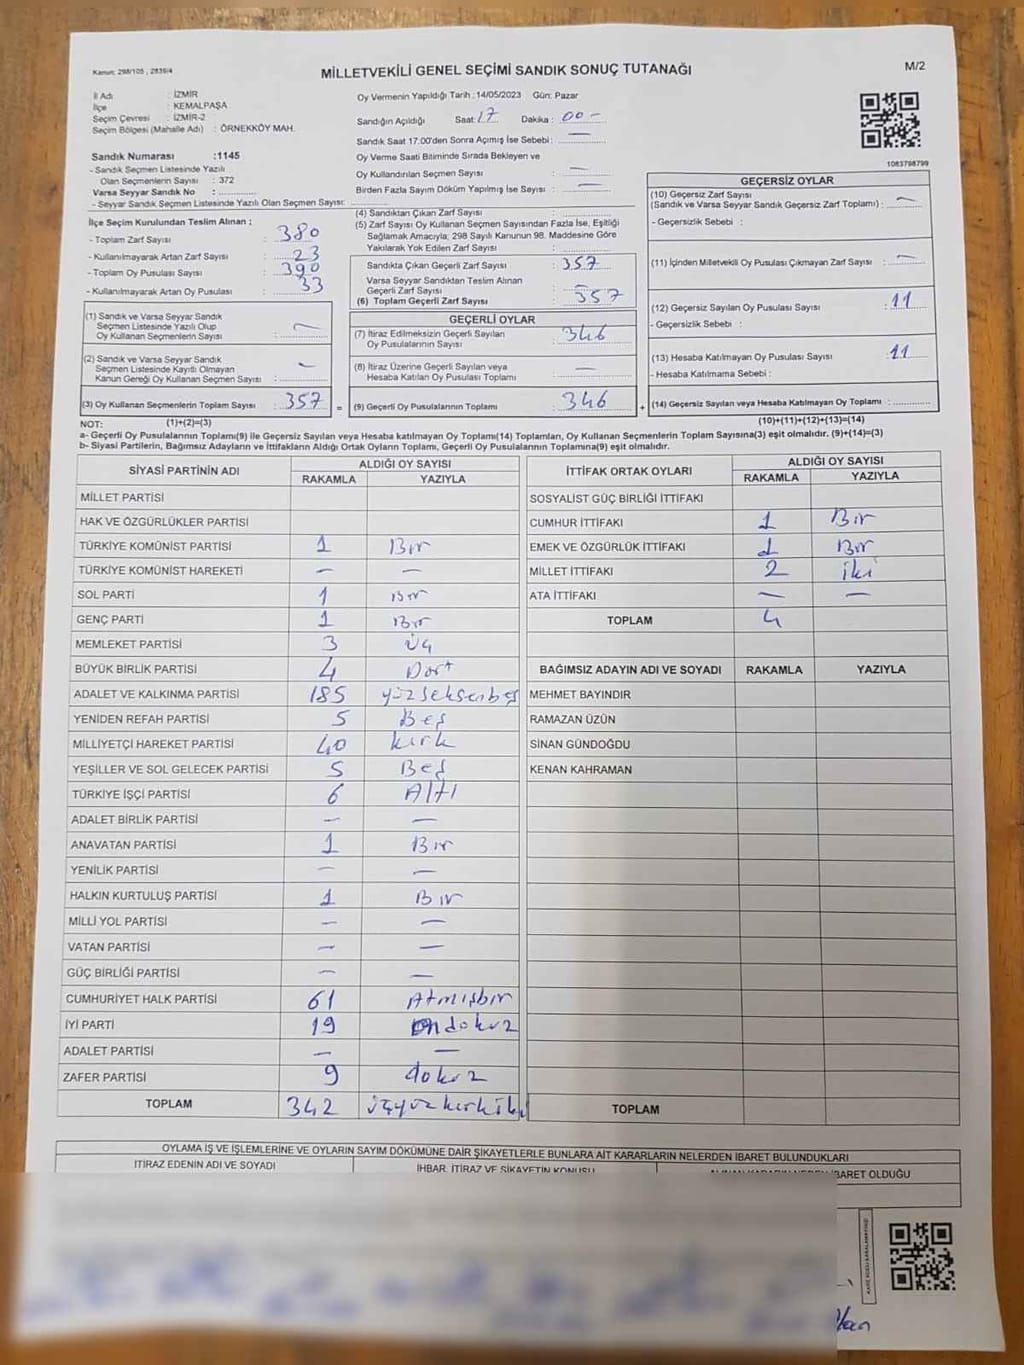 Kanun; 298/105 , 2839/4
MİLLETVEKİLİ GENEL SEÇİMİ SANDIK SONUÇ TUTANAĞI
M/2
İl Adı : İZMİR
İlçe : KEMALPAŞA
Seçim Çevresi : İZMİR-2
Seçim Bölgesi (Mahalle Adı) : ÖRNEKKÖY MAH.
Sandık Numarası :1145
- Sandık Seçmen Listesinde Yazılı
Olan Seçmenlerin Sayısı : 372
Varsa Seyyar Sandık No :
- Seyyar Sandık Seçmen Listesinde Yazılı Olan Seçmen Sayısı:
Oy Vermenin Yapıldığı Tarih :14/05/2023 Gün: Pazar
Sandığın Açıldığı Saat: 17 Dakika : 00 -
Sandık Saat 17.00'den Sonra Açımış İse Sebebi : —
Oy Verme Saati Bitiminde Sırada Bekleyen ve
Oy Kullandırılan Seçmen Sayısı : —
Birden Fazla Sayım Döküm Yapılmış İse Sayısı : —
1083798799
İlçe Seçim Kurulundan Teslim Alınan ;
- Toplam Zarf Sayısı : 380
- Kullanılmayarak Artan Zarf Sayısı : 23
- Toplam Oy Pusulası Sayısı : 390
- Kullanılmayarak Artan Oy Pusulası : 33
(1) Sandık ve Varsa Seyyar Sandık
Seçmen Listesinde Yazılı Olup
Oy Kullanan Seçmenlerin Sayısı : —
(2) Sandık ve Varsa Seyyar Sandık
Seçmen Listesinde Kayıtlı Olmayan
Kanun Gereği Oy Kullanan Seçmen Sayısı : —
(3) Oy Kullanan Seçmenlerin Toplam Sayısı : 357
(4) Sandıktan Çıkan Zarf Sayısı :
(5) Zarf Sayısı Oy Kullanan Seçmen Sayısından Fazla İse, Eşitliği
Sağlamak Amacıyla; 298 Sayılı Kanunun 98. Maddesine Göre
Yakılarak Yok Edilen Zarf Sayısı :
Sandıkta Çıkan Geçerli Zarf Sayısı : 357
Varsa Seyyar Sandıktan Teslim Alınan
Geçerli Zarf Sayısı : —
(6) Toplam Geçerli Zarf Sayısı : 357
GEÇERLİ OYLAR
(7) İtiraz Edilmeksizin Geçerli Sayılan
Oy Pusulalarının Sayısı : 346
(8) İtiraz Üzerine Geçerli Sayılan veya
Hesaba Katılan Oy Pusulası Toplamı : —
= (9) Geçerli Oy Pusulalarının Toplamı : 346
GEÇERSİZ OYLAR
(10) Geçersiz Zarf Sayısı
(Sandık ve Varsa Seyyar Sandık Geçersiz Zarf Toplamı) : —
- Geçersizlik Sebebi :
(11) İçinden Milletvekili Oy Pusulası Çıkmayan Zarf Sayısı : —
(12) Geçersiz Sayılan Oy Pusulası Sayısı : 11
- Geçersizlik Sebebi :
(13) Hesaba Katılmayan Oy Pusulası Sayısı : 11
- Hesaba Katılmama Sebebi :
+ (14) Geçersiz Sayılan veya Hesaba Katılmayan Oy Toplamı :
NOT: (1)+(2)=(3)
(10)+(11)+(12)+(13)=(14)
a- Geçerli Oy Pusulalarının Toplamı(9) ile Geçersiz Sayılan veya Hesaba katılmayan Oy Toplamı(14) Toplamları, Oy Kullanan Seçmenlerin Toplam Sayısına(3) eşit olmalıdır. (9)+(14)=(3)
b- Siyasi Partilerin, Bağımsız Adayların ve İttifakların Aldığı Ortak Oyların Toplamı, Geçerli Oy Pusulalarının Toplamına(9) eşit olmalıdır.
SİYASİ PARTİNİN ADI ALDIĞI OY SAYISI
RAKAMLA YAZIYLA
MİLLET PARTİSİ
HAK VE ÖZGÜRLÜKLER PARTİSİ
TÜRKİYE KOMÜNİST PARTİSİ 1 Bir
TÜRKİYE KOMÜNİST HAREKETİ — —
SOL PARTİ 1 Bir
GENÇ PARTİ 1 Bir
MEMLEKET PARTİSİ 3 üç
BÜYÜK BİRLİK PARTİSİ 4 Dört
ADALET VE KALKINMA PARTİSİ 185 yüzseksenbeş
YENİDEN REFAH PARTİSİ 5 Beş
MİLLİYETÇİ HAREKET PARTİSİ 40 kırk
YEŞİLLER VE SOL GELECEK PARTİSİ 5 Beş
TÜRKİYE İŞÇİ PARTİSİ 6 Altı
ADALET BİRLİK PARTİSİ — —
ANAVATAN PARTİSİ 1 Bir
YENİLİK PARTİSİ — —
HALKIN KURTULUŞ PARTİSİ 1 Bir
MİLLİ YOL PARTİSİ — —
VATAN PARTİSİ — —
GÜÇ BİRLİĞİ PARTİSİ — —
CUMHURİYET HALK PARTİSİ 61 Atmışbir
İYİ PARTİ 19 ondokuz
ADALET PARTİSİ — —
ZAFER PARTİSİ 9 dokuz
TOPLAM 342 üçyüzkırkiki
İTTİFAK ORTAK OYLARI ALDIĞI OY SAYISI
RAKAMLA YAZIYLA
SOSYALİST GÜÇ BİRLİĞİ İTTİFAKI
CUMHUR İTTİFAKI 1 Bir
EMEK VE ÖZGÜRLÜK İTTİFAKI 1 Bir
MİLLET İTTİFAKI 2 iki
ATA İTTİFAKI — —
TOPLAM 4
BAĞIMSIZ ADAYIN ADI VE SOYADI RAKAMLA YAZIYLA
MEHMET BAYINDIR
RAMAZAN ÜZÜN
SİNAN GÜNDOĞDU
KENAN KAHRAMAN
TOPLAM
OYLAMA İŞ VE İŞLEMLERİNE VE OYLARIN SAYIM DÖKÜMÜNE DAİR ŞİKAYETLERLE BUNLARA AİT KARARLARIN NELERDEN İBARET BULUNDUKLARI
İTİRAZ EDENİN ADI VE SOYADI İHBAR, İTİRAZ VE ŞİKAYETİN KONUSU ALINAN KARARIN NEDEN İBARET OLDUĞU